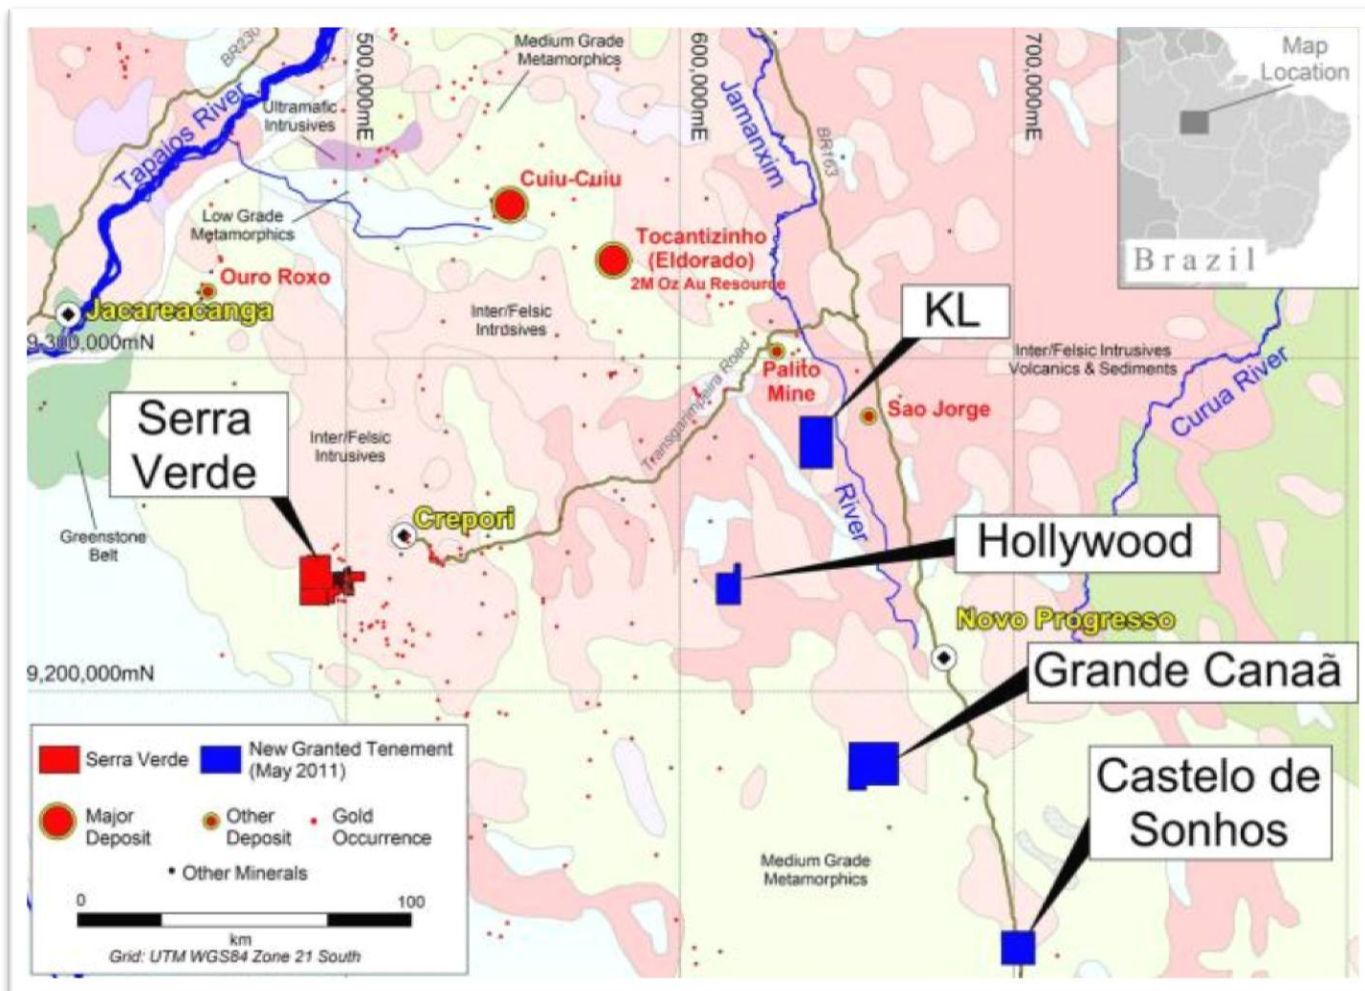 BR230
500,000mE
Medium Grade
Metamorphics
600,000mE
Jamanxim
BR163
700,000mE
Map
Location
Brazil
Tapajos River
Ultramafic
Intrusives
Cuiu-Cuiu
Low Grade
Metamorphics
Tocantizinho
(Eldorado)
2M Oz Au Resource
Ouro Roxo
Jacareacanga
Inter/Felsic
Intrusives
KL
9,300,000mN
Transgarimpeira Road
Palito
Mine
Inter/Felsic Intrusives
Volcanics & Sediments
Curua River
Sao Jorge
Serra
Verde
Inter/Felsic
Intrusives
River
Crepori
Greenstone
Belt
Hollywood
Novo Progresso
Grande Canaã
9,200,000mN
Castelo de
Sonhos
Medium Grade
Metamorphics
Serra Verde
New Granted Tenement
(May 2011)
Major
Deposit
Other
Deposit
Gold
Occurrence
Other Minerals
0
100
km
Grid: UTM WGS84 Zone 21 South